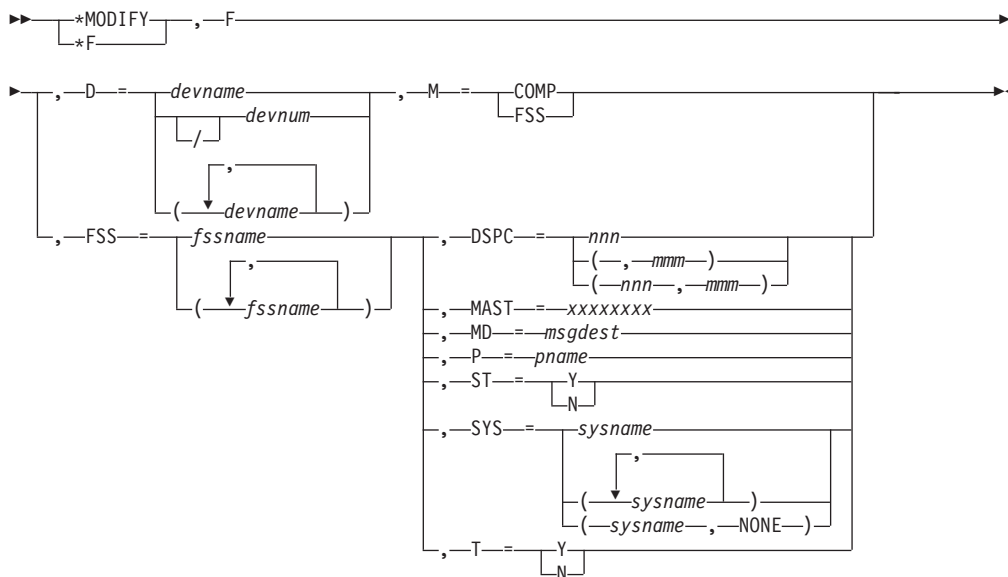 *MODIFY , F
*F
, D = devname , M = COMP
devnum FSS
/
,
( devname )
, FSS= fssname , DSPC= nnn
, ( , mmm )
( fssname ) ( nnn , mmm )
, MAST= xxxxxxxx
, MD=msgdest
, P=pname
, ST= Y
N
, SYS= sysname
,
( sysname )
( sysname , NONE )
, T= Y
N